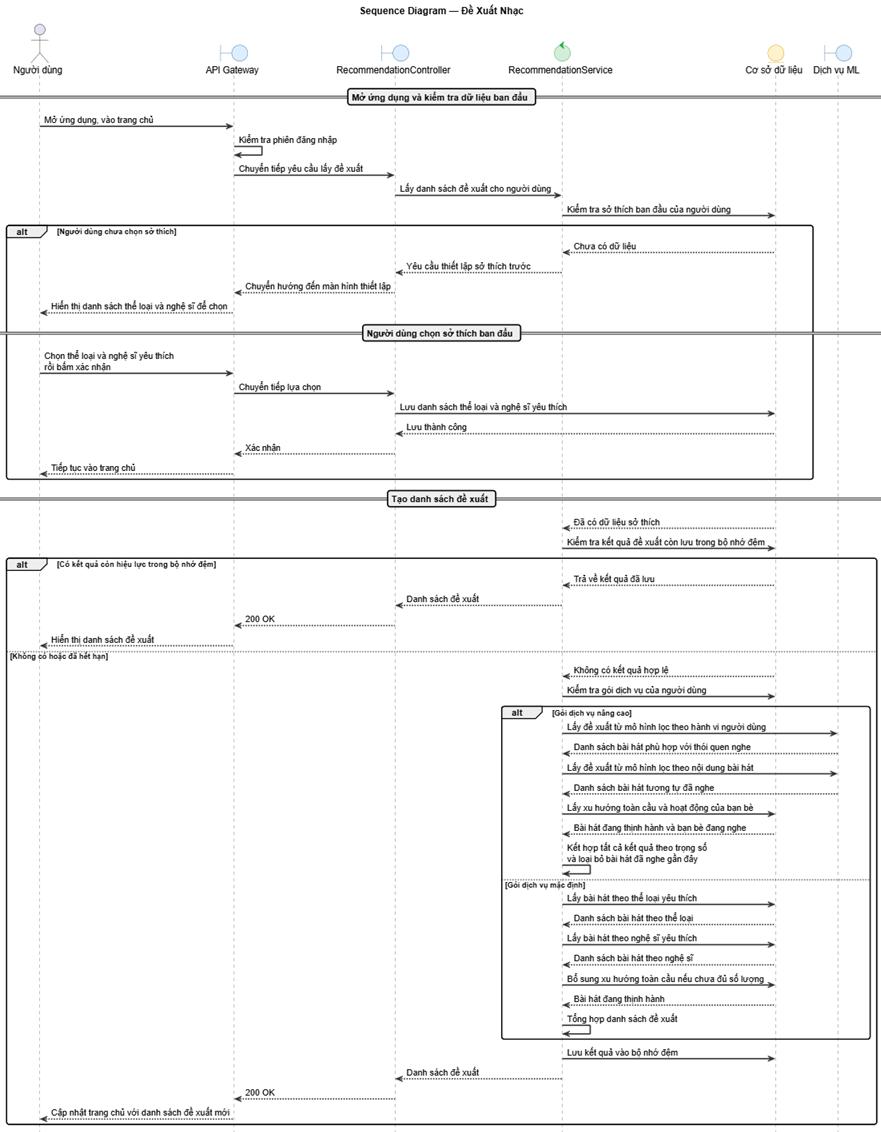 Sequence Diagram — Đề Xuất Nhạc
Người dùng
API Gateway
RecommendationController
RecommendationService
Cơ sở dữ liệu
Dịch vụ ML
Mở ứng dụng và kiểm tra dữ liệu ban đầu
Mở ứng dụng, vào trang chủ
Kiểm tra phiên đăng nhập
Chuyển tiếp yêu cầu lấy đề xuất
Lấy danh sách đề xuất cho người dùng
Kiểm tra sở thích ban đầu của người dùng
alt
[Người dùng chưa chọn sở thích]
Chưa có dữ liệu
Yêu cầu thiết lập sở thích trước
Chuyển hướng đến màn hình thiết lập
Hiển thị danh sách thể loại và nghệ sĩ để chọn
Người dùng chọn sở thích ban đầu
Chọn thể loại và nghệ sĩ yêu thích
rồi bấm xác nhận
Chuyển tiếp lựa chọn
Lưu danh sách thể loại và nghệ sĩ yêu thích
Lưu thành công
Xác nhận
Tiếp tục vào trang chủ
Tạo danh sách đề xuất
Đã có dữ liệu sở thích
Kiểm tra kết quả đề xuất còn lưu trong bộ nhớ đệm
alt
[Có kết quả còn hiệu lực trong bộ nhớ đệm]
Trả về kết quả đã lưu
Danh sách đề xuất
200 OK
Hiển thị danh sách đề xuất
[Không có hoặc đã hết hạn]
Không có kết quả hợp lệ
Kiểm tra gói dịch vụ của người dùng
alt
[Gói dịch vụ nâng cao]
Lấy đề xuất từ mô hình lọc theo hành vi người dùng
Danh sách bài hát phù hợp với thói quen nghe
Lấy đề xuất từ mô hình lọc theo nội dung bài hát
Danh sách bài hát tương tự đã nghe
Lấy xu hướng toàn cầu và hoạt động của bạn bè
Bài hát đang thịnh hành và bạn bè đang nghe
Kết hợp tất cả kết quả theo trọng số
và loại bỏ bài hát đã nghe gần đây
[Gói dịch vụ mặc định]
Lấy bài hát theo thể loại yêu thích
Danh sách bài hát theo thể loại
Lấy bài hát theo nghệ sĩ yêu thích
Danh sách bài hát theo nghệ sĩ
Bổ sung xu hướng toàn cầu nếu chưa đủ số lượng
Bài hát đang thịnh hành
Tổng hợp danh sách đề xuất
Lưu kết quả vào bộ nhớ đệm
Danh sách đề xuất
200 OK
Cập nhật trang chủ với danh sách đề xuất mới